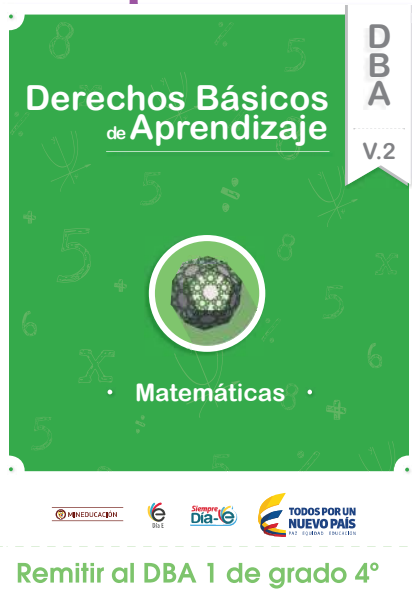 D
B
A
V.2
Derechos Básicos
de Aprendizaje
Matemáticas
MINEDUCACIÓN
e
Día E
Siempre
Día-e
TODOS POR UN
NUEVO PAÍS
PAZ EQUIDAD EDUCACIÓN
Remitir al DBA 1 de grado 4°